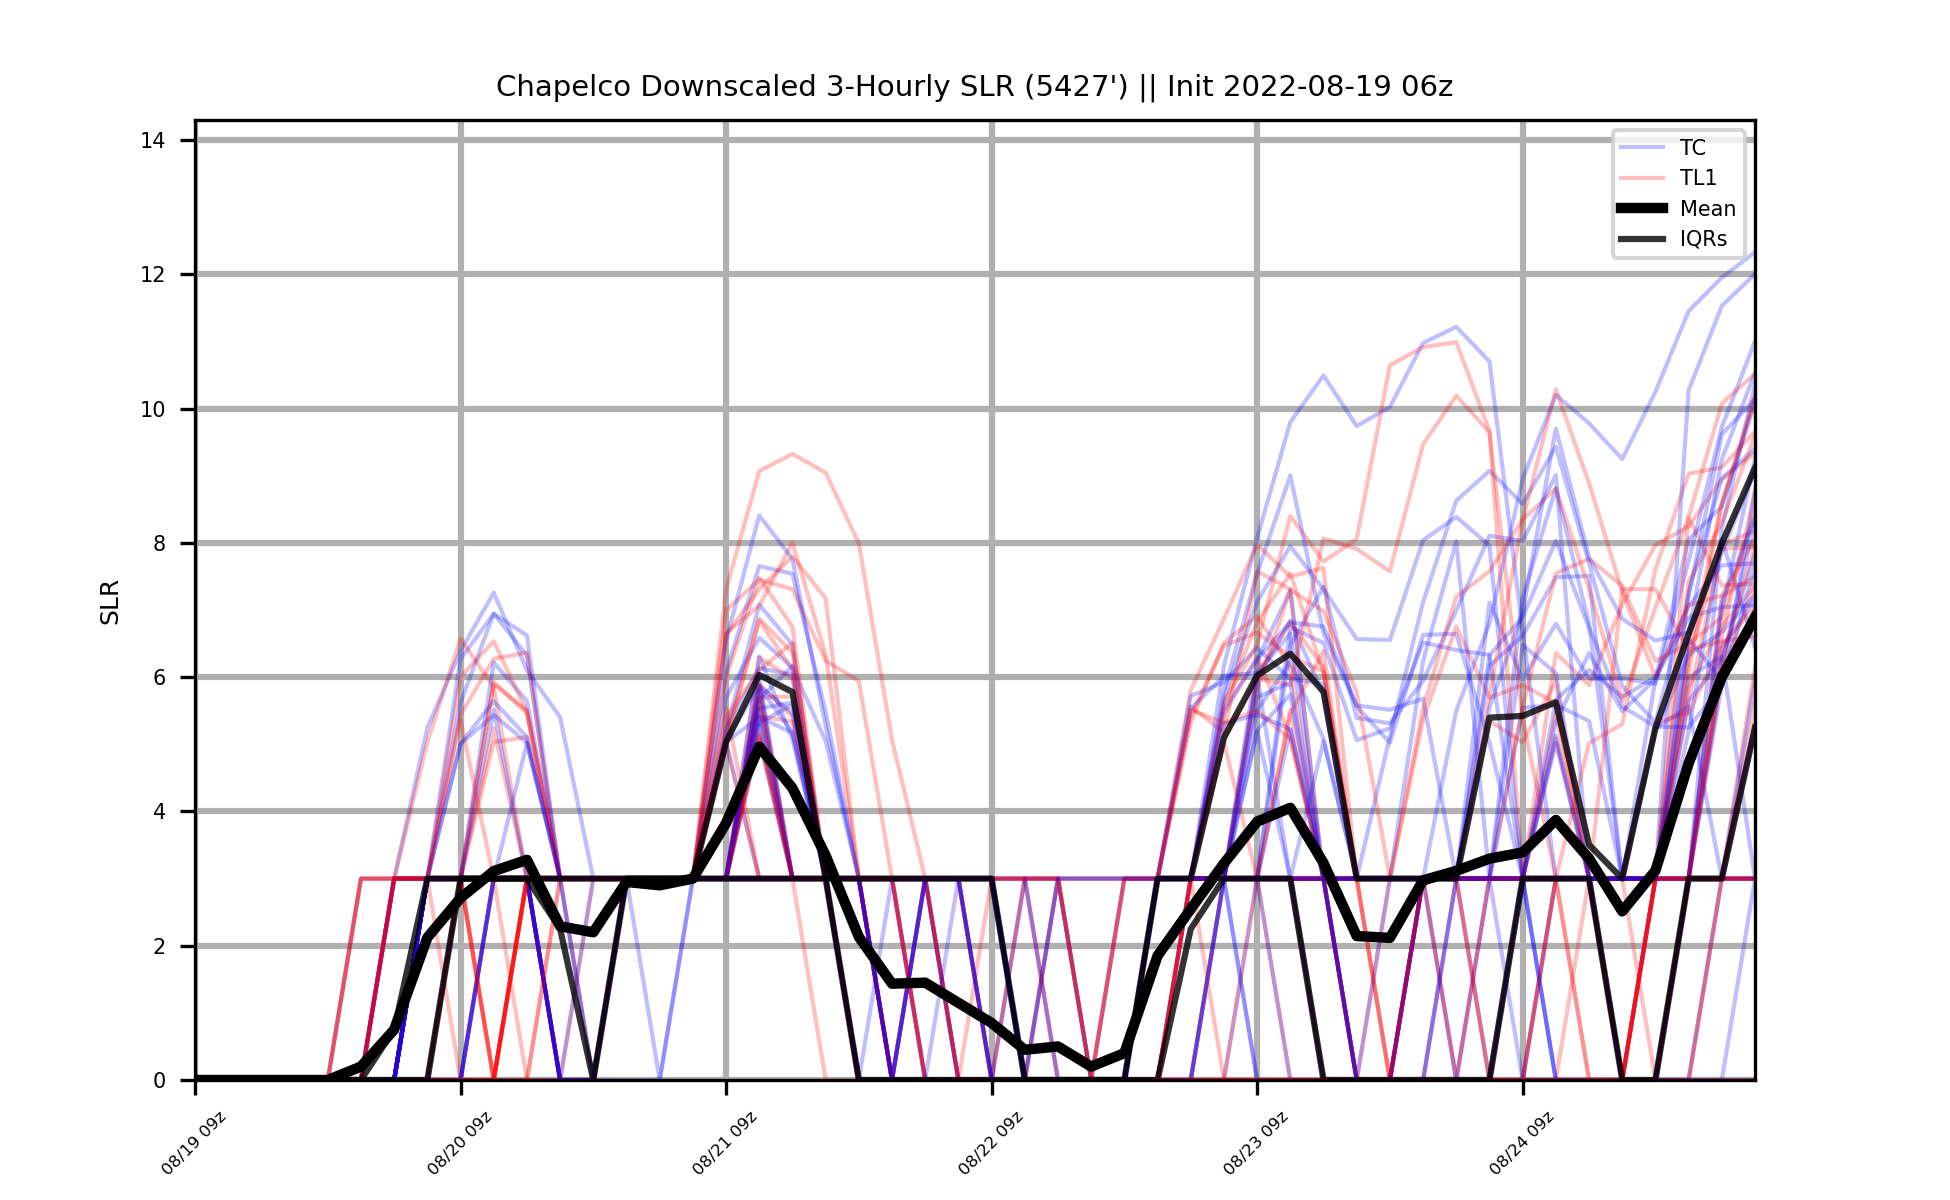 Chapelco Downscaled 3-Hourly SLR (5427') || Init 2022-08-19 06z
14
12
10
8
6
4
2
0
SLR
TC
TL1
Mean
IQRs
08/19 09z
08/20 09z
08/21 09z
08/22 09z
08/23 09z
08/24 09z